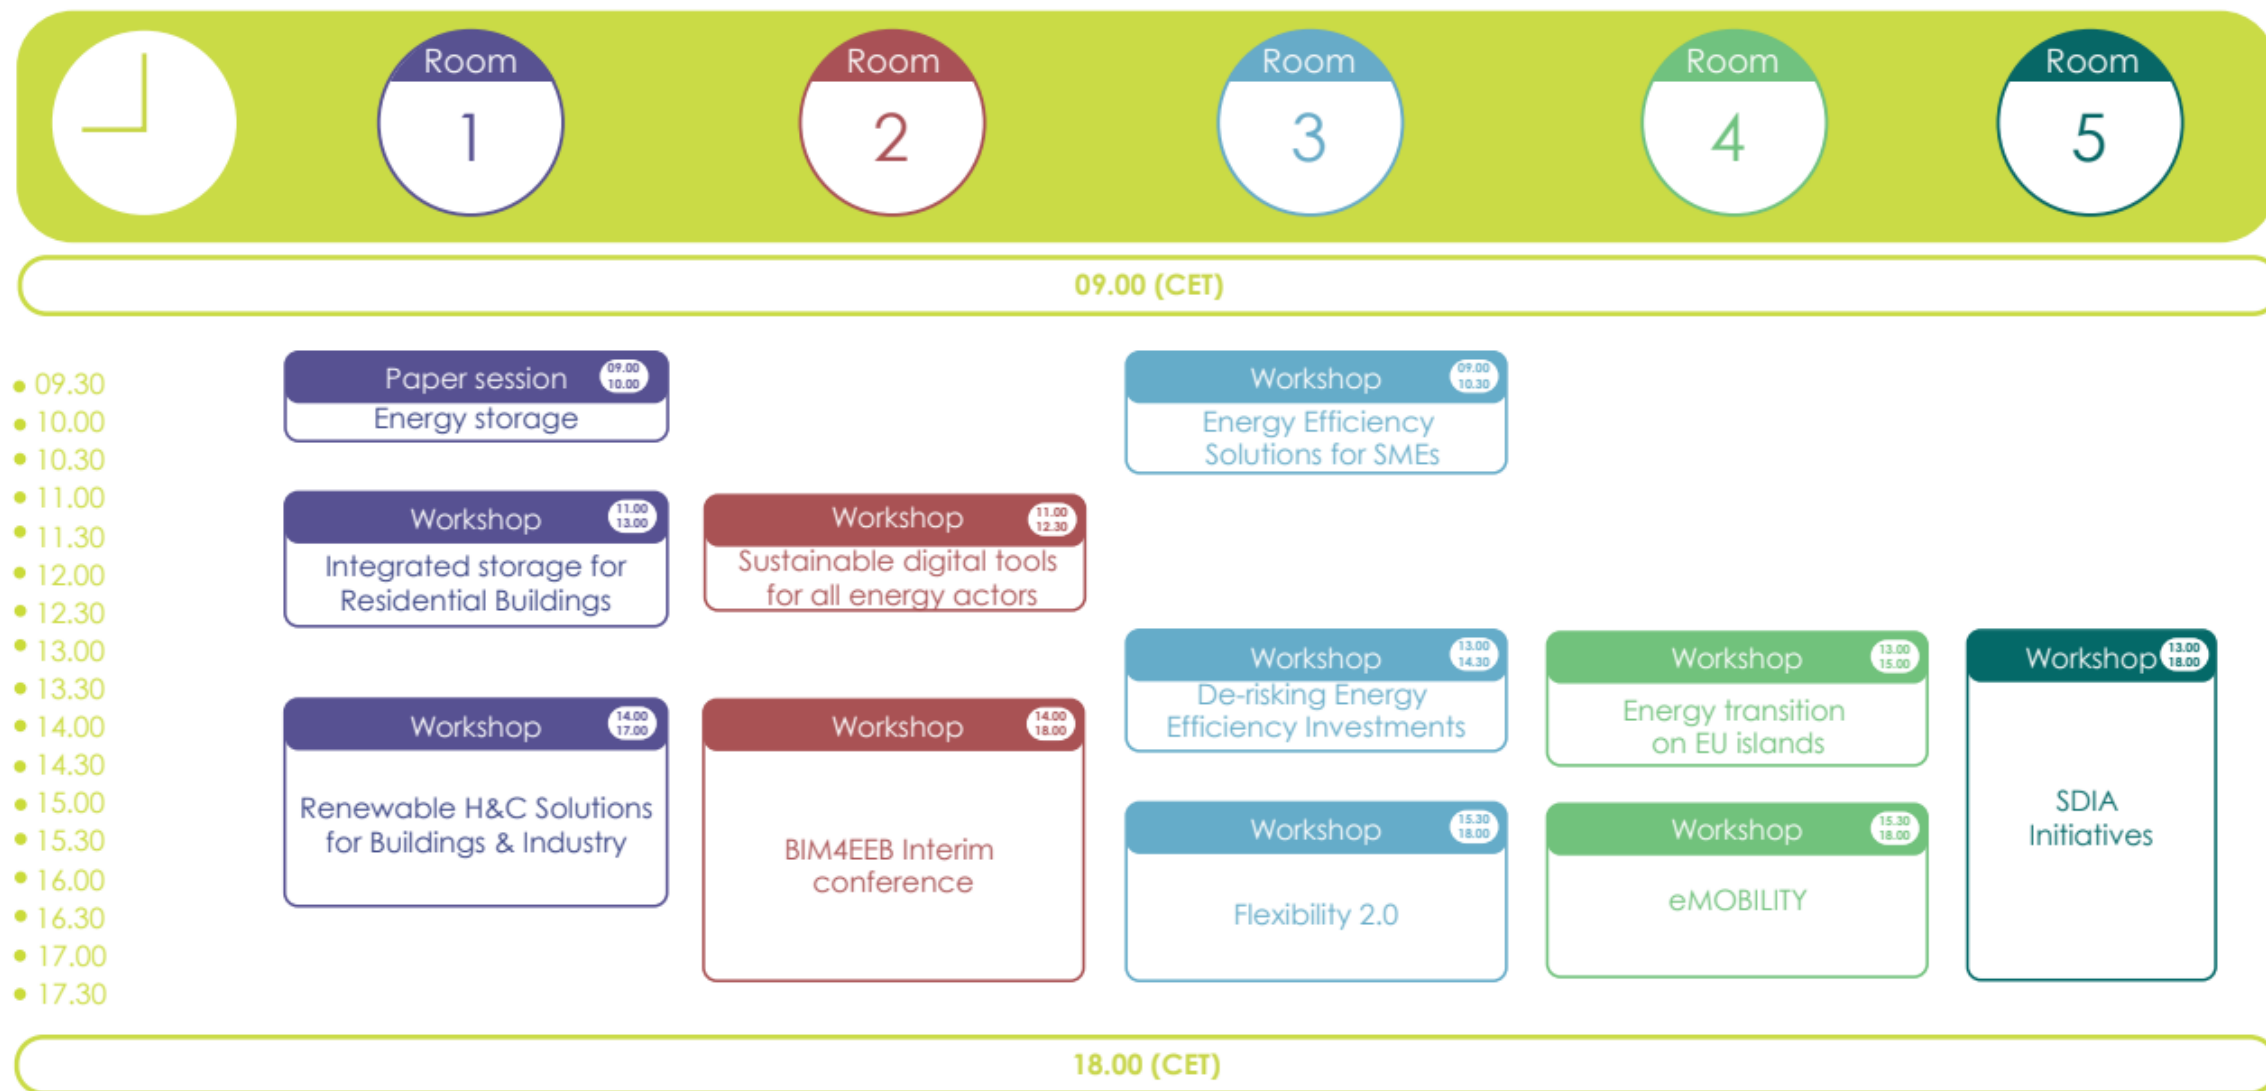 Room
1
Room
2
Room
3
Room
4
Room
5
09.00 (CET)
09.30
10.00
10.30
11.00
11.30
12.00
12.30
13.00
13.30
14.00
14.30
15.00
15.30
16.00
16.30
17.00
17.30
Paper session
09.00
10.00
Energy storage
Workshop
11.00
13.00
Integrated storage for
Residential Buildings
Workshop
14.00
17.00
Renewable H&C Solutions
for Buildings & Industry
Workshop
11.00
12.30
Sustainable digital tools
for all energy actors
Workshop
14.00
18.00
BIM4EEB Interim
conference
Workshop
09.00
10.30
Energy Efficiency
Solutions for SMEs
Workshop
13.00
14.30
De-risking Energy
Efficiency Investments
Workshop
15.30
18.00
Flexibility 2.0
Workshop
13.00
15.00
Energy transition
on EU islands
Workshop
15.30
18.00
eMOBILITY
Workshop
13.00
18.00
SDIA
Initiatives
18.00 (CET)